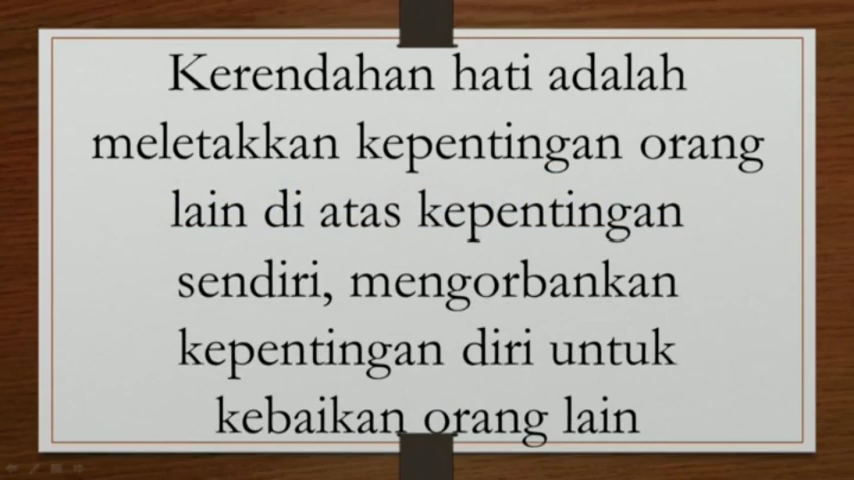 Kerendahan hati adalah
meletakkan kepentingan orang
lain di atas kepentingan
sendiri, mengorbankan
kepentingan diri untuk
kebaikan orang lain